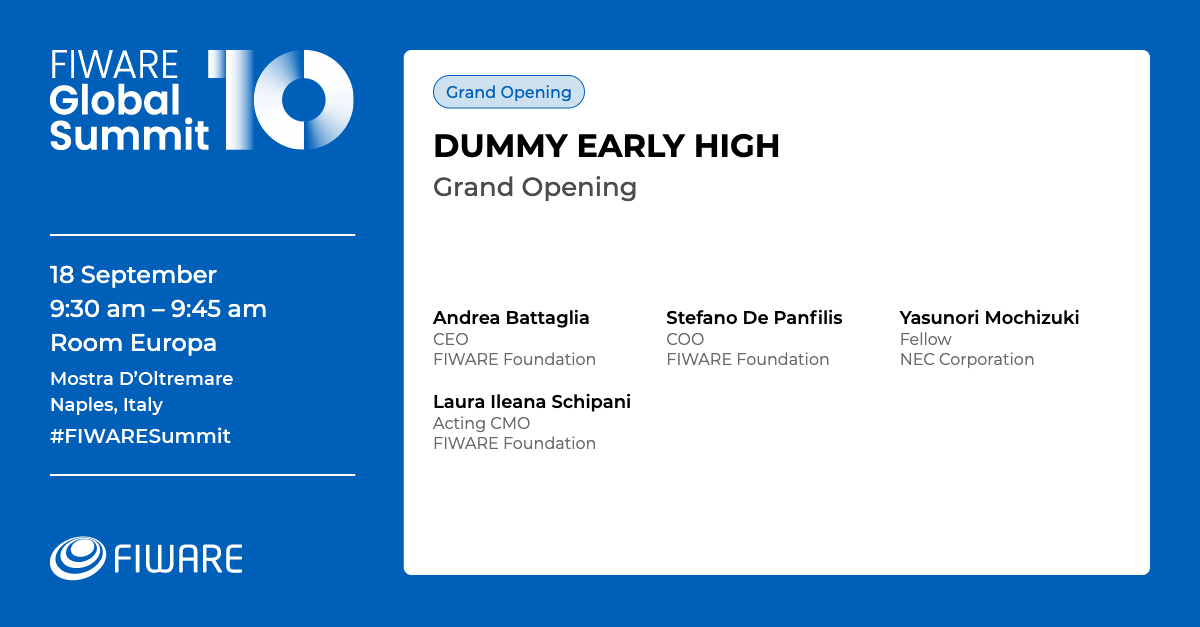 FIWARE
Global
Summit
10
18 September
9:30 am – 9:45 am
Room Europa
Mostra D’Oltremare
Naples, Italy
#FIWARESummit
FIWARE
Grand Opening
DUMMY EARLY HIGH
Grand Opening
Andrea Battaglia
CEO
FIWARE Foundation
Stefano De Panfilis
COO
FIWARE Foundation
Yasunori Mochizuki
Fellow
NEC Corporation
Laura Ileana Schipani
Acting CMO
FIWARE Foundation